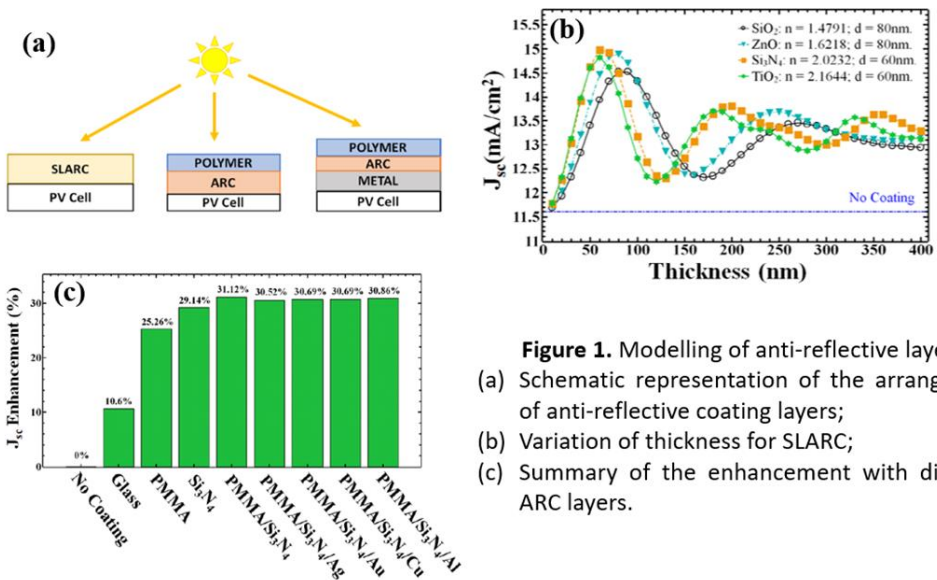 (a)
SLARC
PV Cell
POLYMER
ARC
PV Cell
POLYMER
ARC
METAL
PV Cell
(b)
SiO₂: n = 1.4791; d = 80nm.
ZnO: n = 1.6218; d = 80nm.
Si₃N₄: n = 2.0232; d = 60nm.
TiO₂: n = 2.1644; d = 60nm.
Jsc(mA/cm²)
15.8
15.5
15
14.5
14
13.5
13
12.5
12
11.5
11
No Coating
0 50 100 150 200 250 300 350 400
Thickness (nm)
(c)
Jsc Enhancement (%)
30
20
10
0
0%
10.6%
25.26%
29.14%
31.12%
30.52%
30.69%
30.69%
30.86%
No Coating
Glass
PMMA
Si₃N₄
PMMA/Si₃N₄
PMMA/Si₃N₄/Ag
PMMA/Si₃N₄/Au
PMMA/Si₃N₄/Cu
PMMA/Si₃N₄/Al
Figure 1. Modelling of anti-reflective laye
(a) Schematic representation of the arrang
of anti-reflective coating layers;
(b) Variation of thickness for SLARC;
(c) Summary of the enhancement with di
ARC layers.